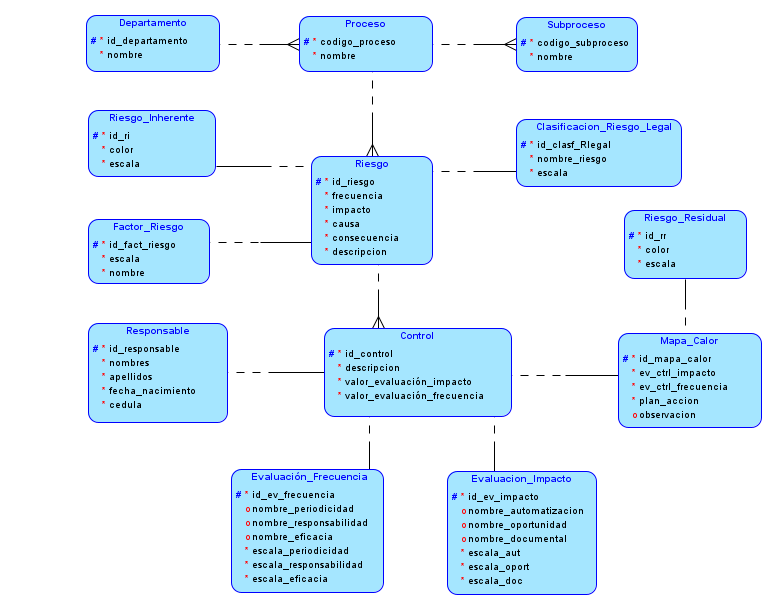 Departamento
# * id_departamento
* nombre
Proceso
# * codigo_proceso
* nombre
Subproceso
# * codigo_subproceso
* nombre
Riesgo_Inherente
# * id_ri
* color
* escala
Clasificacion_Riesgo_Legal
# * id_clasf_Rlegal
* nombre_riesgo
* escala
Riesgo
# * id_riesgo
* frecuencia
* impacto
* causa
* consecuencia
* descripcion
Factor_Riesgo
# * id_fact_riesgo
* escala
* nombre
Riesgo_Residual
# * id_rr
* color
* escala
Responsable
# * id_responsable
* nombres
* apellidos
* fecha_nacimiento
* cedula
Control
# * id_control
* descripcion
* valor_evaluación_impacto
* valor_evaluación_frecuencia
Mapa_Calor
# * id_mapa_calor
* ev_ctrl_impacto
* ev_ctrl_frecuencia
* plan_accion
o observacion
Evaluación_Frecuencia
# * id_ev_frecuencia
o nombre_periodicidad
o nombre_responsabilidad
o nombre_eficacia
* escala_periodicidad
* escala_responsabilidad
* escala_eficacia
Evaluacion_Impacto
# * id_ev_impacto
o nombre_automatizacion
o nombre_oportunidad
o nombre_documental
* escala_aut
* escala_oport
* escala_doc